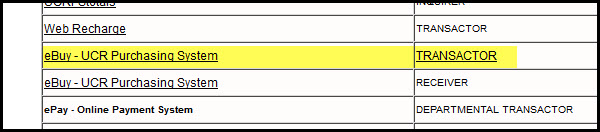 UCRFStotals INQUIRER
Web Recharge TRANSACTOR
eBuy - UCR Purchasing System TRANSACTOR
eBuy - UCR Purchasing System RECEIVER
ePay - Online Payment System DEPARTMENTAL TRANSACTOR